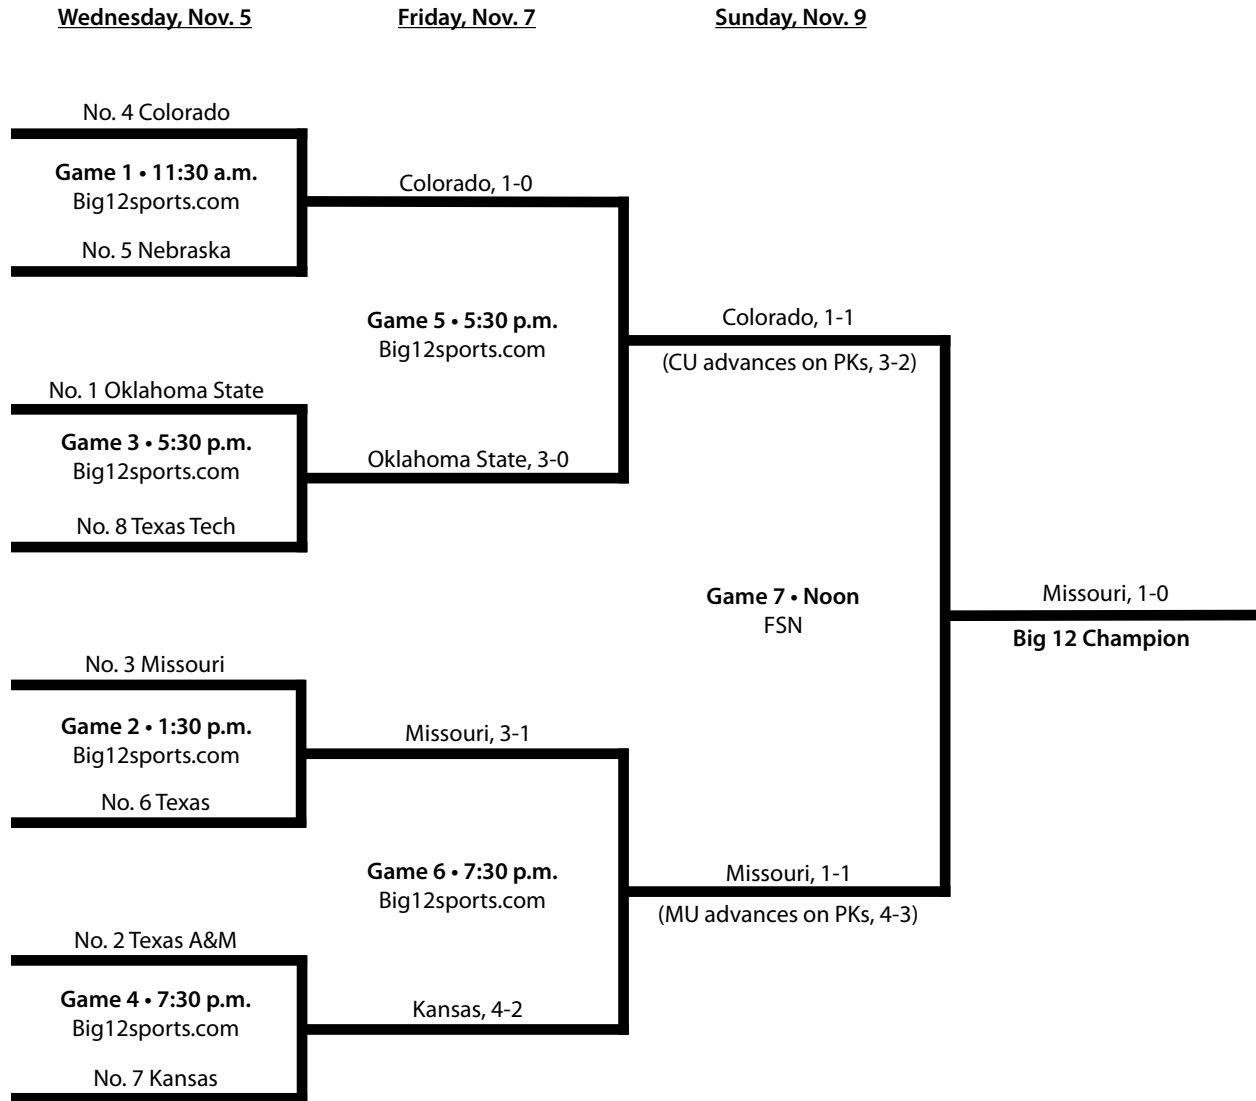 Wednesday, Nov. 5
Friday, Nov. 7
Sunday, Nov. 9
No. 4 Colorado
Game 1 • 11:30 a.m.
Big12sports.com
No. 5 Nebraska
No. 1 Oklahoma State
Game 3 • 5:30 p.m.
Big12sports.com
No. 8 Texas Tech
No. 3 Missouri
Game 2 • 1:30 p.m.
Big12sports.com
No. 6 Texas
No. 2 Texas A&M
Game 4 • 7:30 p.m.
Big12sports.com
No. 7 Kansas
Colorado, 1-0
Game 5 • 5:30 p.m.
Big12sports.com
Oklahoma State, 3-0
Missouri, 3-1
Game 6 • 7:30 p.m.
Big12sports.com
Kansas, 4-2
Colorado, 1-1
(CU advances on PKs, 3-2)
Game 7 • Noon
FSN
Missouri, 1-1
(MU advances on PKs, 4-3)
Missouri, 1-0
Big 12 Champion